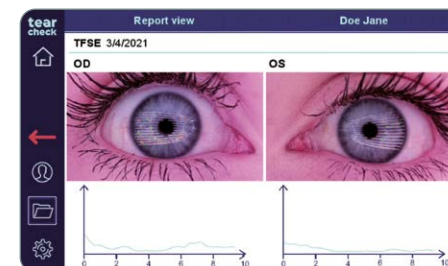 tear
check
Report view
Doe Jane
TFSE 3/4/2021
OD
OS
0 2 4 6 8 10
0 2 4 6 8 10